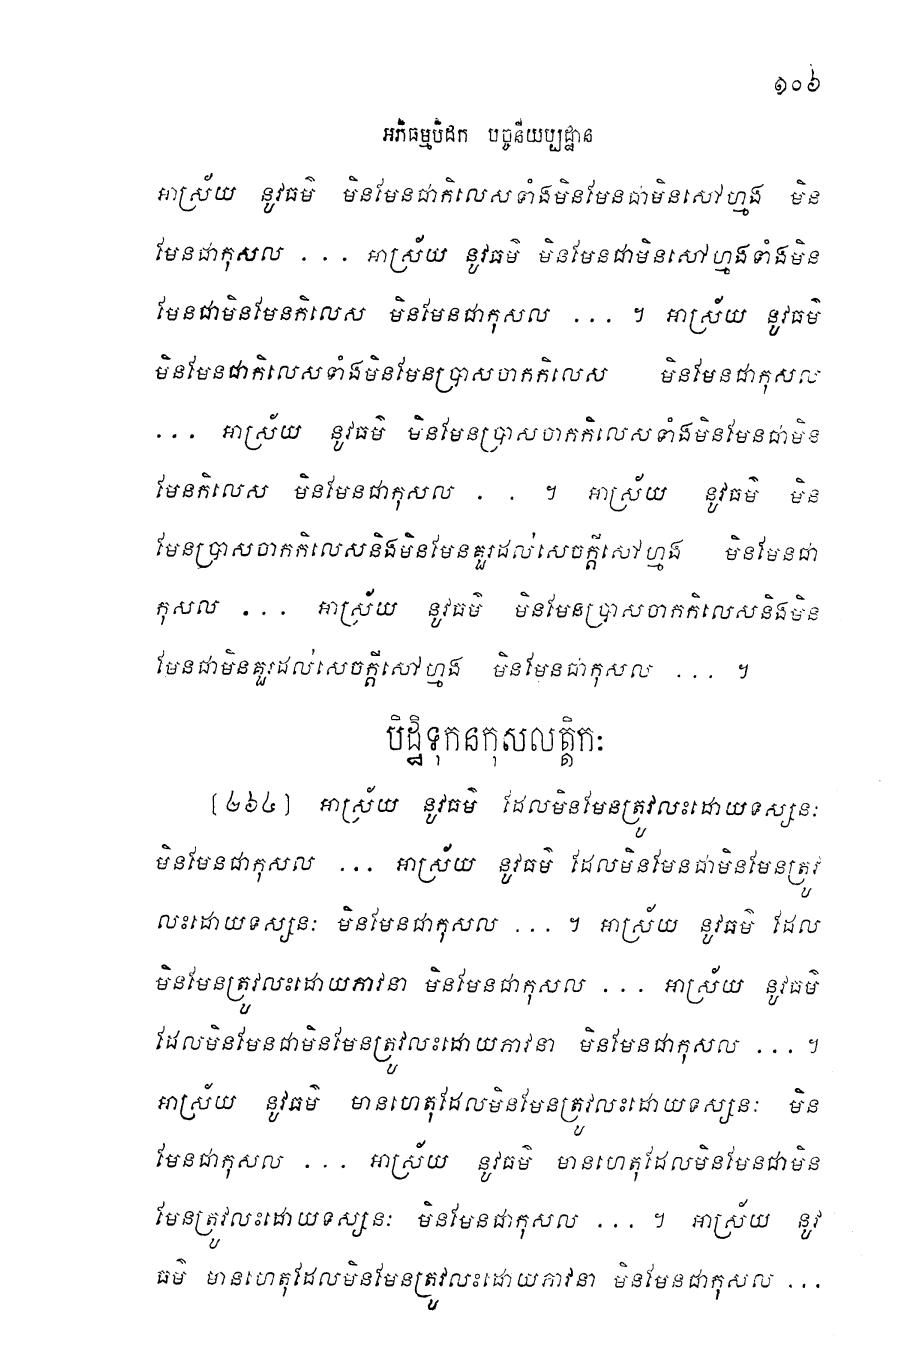 ១០៦
អភិធម្មបិដក បច្ចនីយប្បដ្ឋាន
អាស្រ័យ នូវធម៌ មិនមែនជាកិលេសទាំងមិនមែនជាមិនសៅហ្មង មិន
មែនជាកុសល ... អាស្រ័យ នូវធម៌ មិនមែនជាមិនសៅហ្មងទាំងមិន
មែនជាមិនមែនកិលេស មិនមែនជាកុសល ... ។ អាស្រ័យ នូវធម៌
មិនមែនជាកិលេសទាំងមិនមែនប្រាសចាកកិលេស មិនមែនជាកុសល
... អាស្រ័យ នូវធម៌ មិនមែនប្រាសចាកកិលេសទាំងមិនមែនជាមិន
មែនកិលេស មិនមែនជាកុសល . . ។ អាស្រ័យ នូវធម៌ មិន
មែនប្រាសចាកកិលេសនិងមិនមែនគួរដល់សេចក្តីសៅហ្មង មិនមែនជា
កុសល ... អាស្រ័យ នូវធម៌ មិនមែនប្រាសចាកកិលេសនិងមិន
មែនជាមិនគួរដល់សេចក្តីសៅហ្មង មិនមែនជាកុសល ... ។
បិដ្ឋិទុកនកុសលត្តិកៈ
[៤៦៤] អាស្រ័យ នូវធម៌ ដែលមិនមែនត្រូវលះដោយទស្សនៈ
មិនមែនជាកុសល ... អាស្រ័យ នូវធម៌ ដែលមិនមែនជាមិនមែនត្រូវ
លះដោយទស្សនៈ មិនមែនជាកុសល ... ។ អាស្រ័យ នូវធម៌ ដែល
មិនមែនត្រូវលះដោយភាវនា មិនមែនជាកុសល ... អាស្រ័យ នូវធម៌
ដែលមិនមែនជាមិនមែនត្រូវលះដោយភាវនា មិនមែនជាកុសល ... ។
អាស្រ័យ នូវធម៌ មានហេតុដែលមិនមែនត្រូវលះដោយទស្សនៈ មិន
មែនជាកុសល ... អាស្រ័យ នូវធម៌ មានហេតុដែលមិនមែនជាមិន
មែនត្រូវលះដោយទស្សនៈ មិនមែនជាកុសល ... ។ អាស្រ័យ នូវ
ធម៌ មានហេតុដែលមិនមែនត្រូវលះដោយភាវនា មិនមែនជាកុសល ...